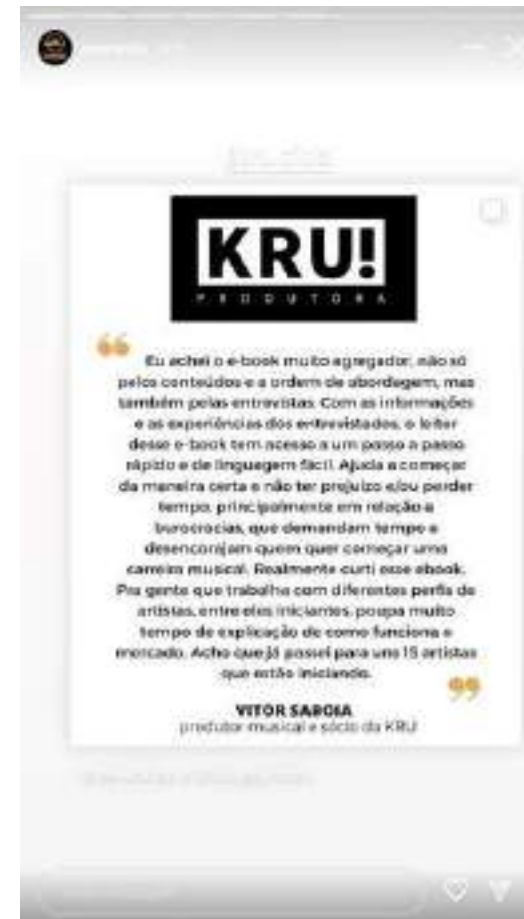 KRU!
PRODUTORA
Eu achei o e-book muito agregador, não só
pelos conteúdos e a ordem de abordagem, mas
também pelas entrevistas. Com as informações
e as experiências dos entrevistados, o leitor
desse e-book tem acesso a um passo a passo
rápido e de linguagem fácil. Ajuda a começar
da maneira certa e não ter prejuízo e/ou perder
tempo, principalmente em relação a
burocracias, que demandam tempo e
desencorajam quem quer começar uma
carreira musical. Realmente curti esse ebook.
Pra gente que trabalha com diferentes perfis de
artistas, entre eles iniciantes, poupa muito
tempo de explicação de como funciona o
mercado. Acho que já passei para uns 15 artistas
que estão iniciando.
VITOR SABOIA
produtor musical e sócio da KRU!